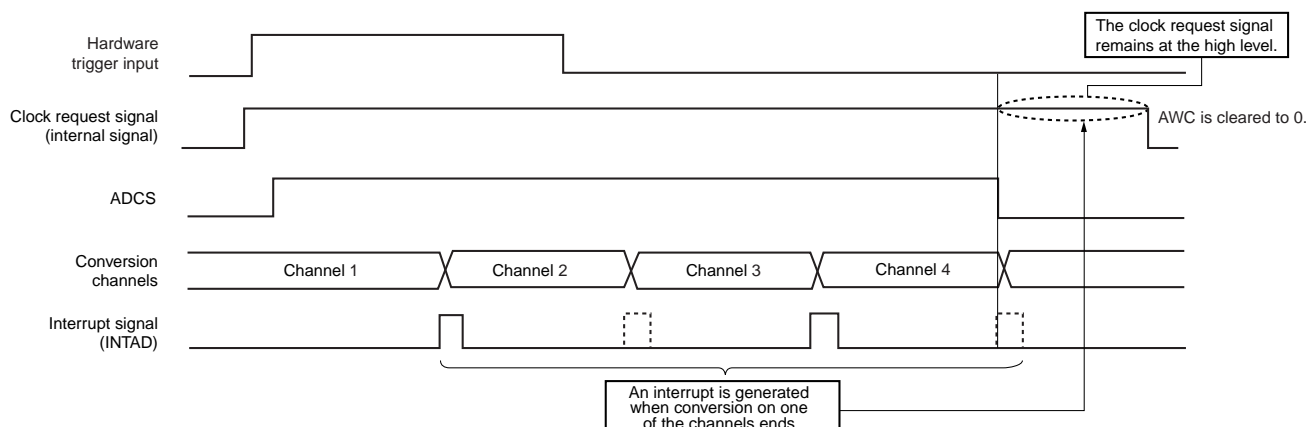 The clock request signal
remains at the high level.
Hardware
trigger input
Clock request signal
(internal signal)
AWC is cleared to 0.
ADCS
Conversion
channels
Channel 1
Channel 2
Channel 3
Channel 4
Interrupt signal
(INTAD)
An interrupt is generated
when conversion on one
of the channels ends